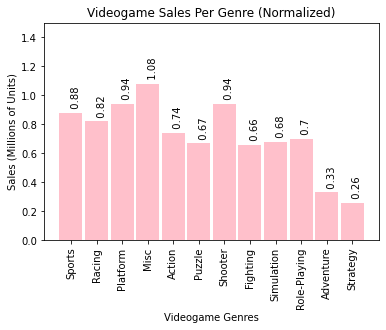 Videogame Sales Per Genre (Normalized)
Sales (Millions of Units)
1.4
1.2
1.0
0.8
0.6
0.4
0.2
0.0
0.88
0.82
0.94
1.08
0.74
0.67
0.94
0.66
0.68
0.7
0.33
0.26
Sports
Racing
Platform
Misc
Action
Puzzle
Shooter
Fighting
Simulation
Role-Playing
Adventure
Strategy
Videogame Genres